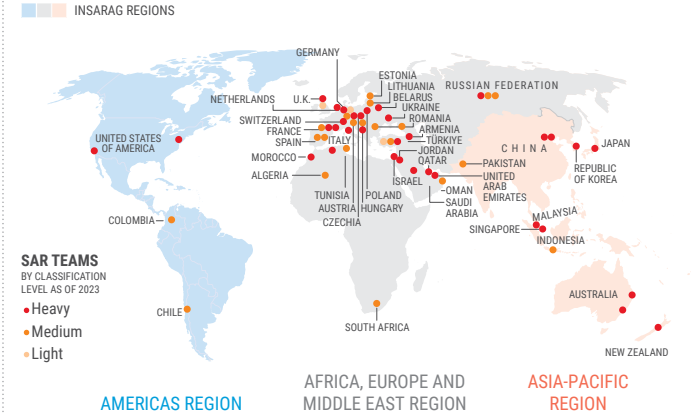 INSARAG REGIONS
GERMANY
ESTONIA
LITHUANIA
BELARUS
UKRAINE
ROMANIA
ARMENIA
TÜRKIYE
RUSSIAN FEDERATION
NETHERLANDS
U.K.
SWITZERLAND
FRANCE
SPAIN
ITALY
MOROCCO
ALGERIA
UNITED STATES
OF AMERICA
JORDAN
QATAR
ISRAEL
PAKISTAN
UNITED
ARAB
EMIRATES
OMAN
SAUDI
ARABIA
CHINA
JAPAN
REPUBLIC
OF KOREA
TUNISIA
POLAND
AUSTRIA
HUNGARY
CZECHIA
COLOMBIA
MALAYSIA
SINGAPORE
INDONESIA
SAR TEAMS
BY CLASSIFICATION
LEVEL AS OF 2023
Heavy
Medium
Light
CHILE
SOUTH AFRICA
AUSTRALIA
NEW ZEALAND
AMERICAS REGION
AFRICA, EUROPE AND
MIDDLE EAST REGION
ASIA-PACIFIC
REGION